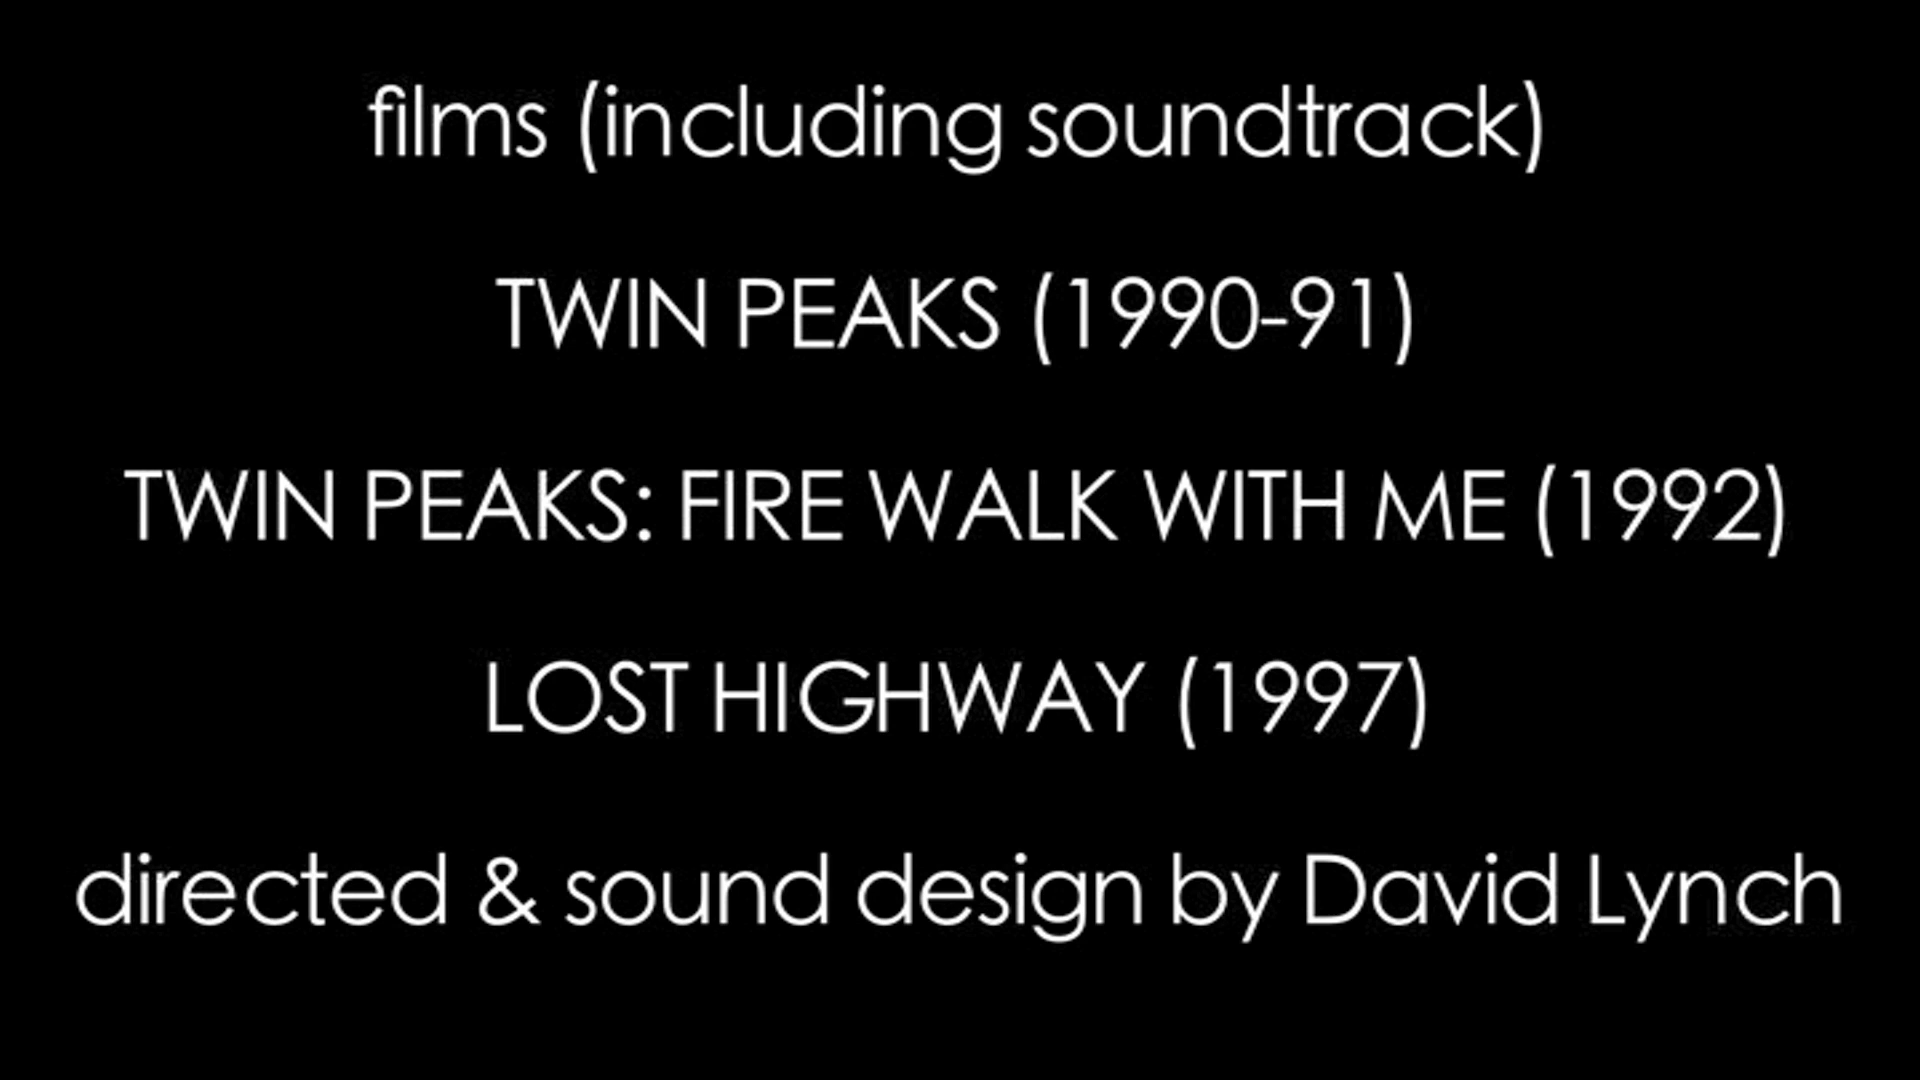 films (including soundtrack)
TWIN PEAKS (1990-91)
TWIN PEAKS: FIRE WALK WITH ME (1992)
LOST HIGHWAY (1997)
directed & sound design by David Lynch